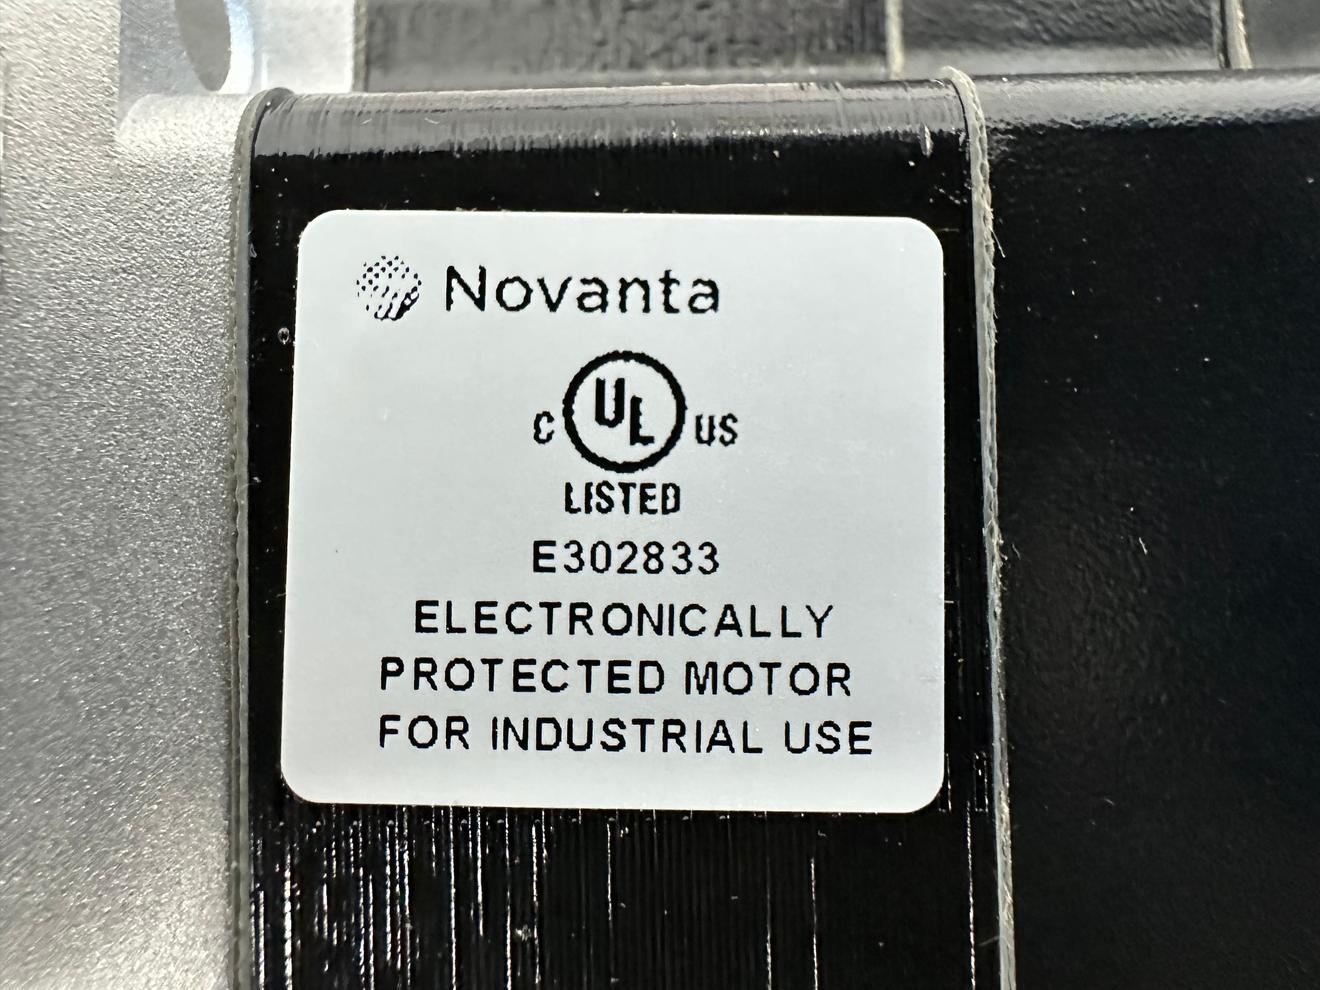 Novanta
C UL US
LISTED
E302833
ELECTRONICALLY
PROTECTED MOTOR
FOR INDUSTRIAL USE